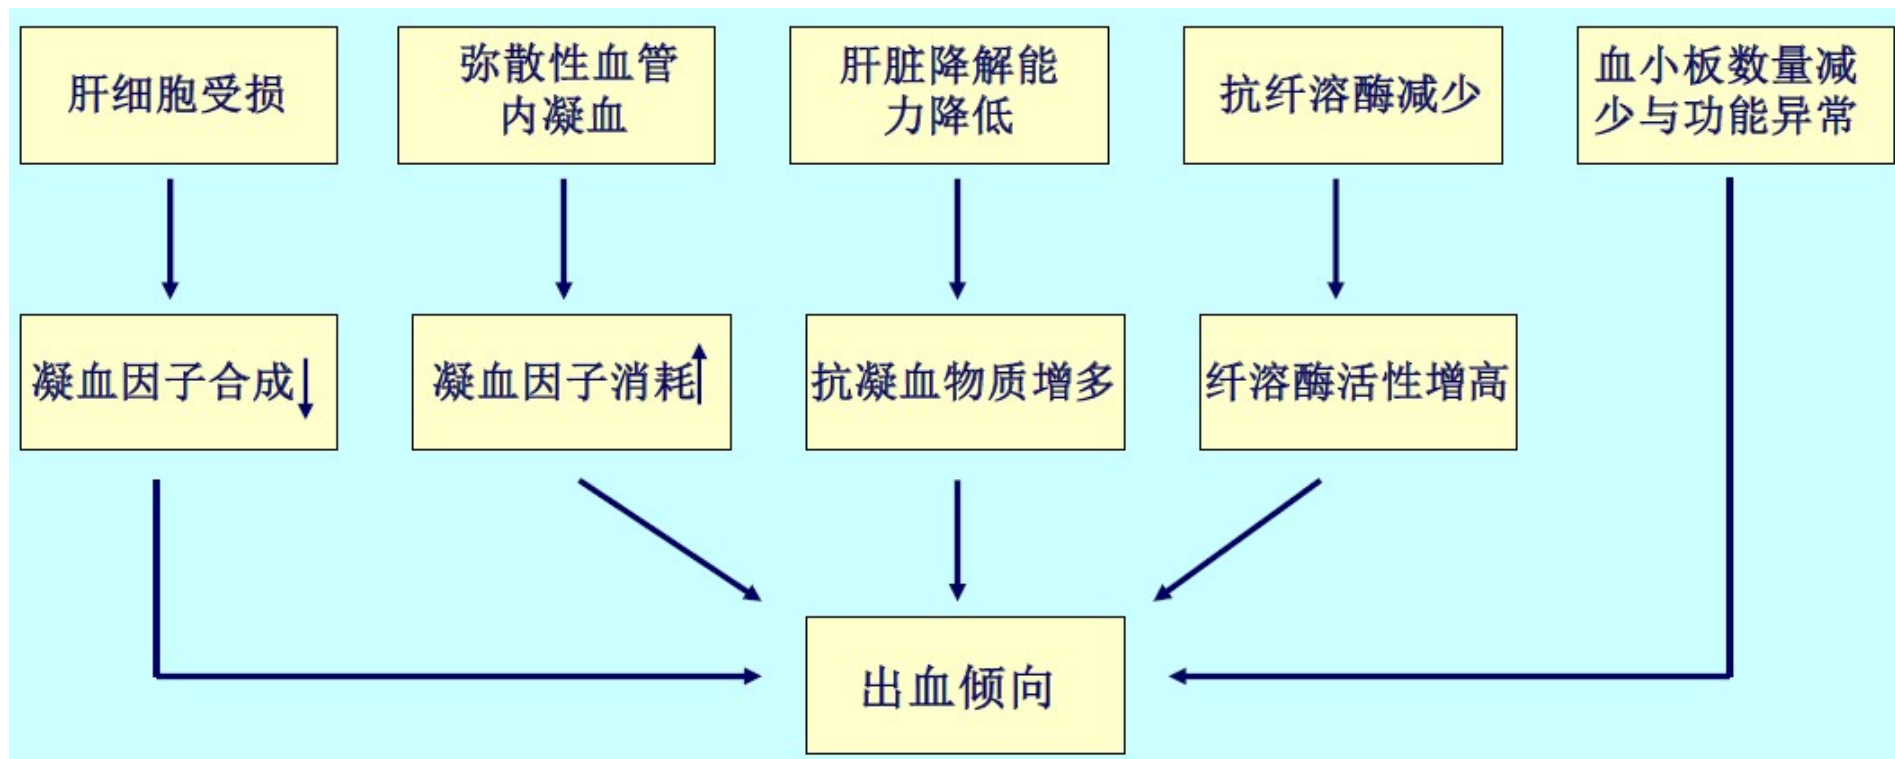 肝细胞受损
弥散性血管
内凝血
肝脏降解能
力降低
抗纤溶酶减少
血小板数量减
少与功能异常
凝血因子合成↓
凝血因子消耗↑
抗凝血物质增多
纤溶酶活性增高
出血倾向